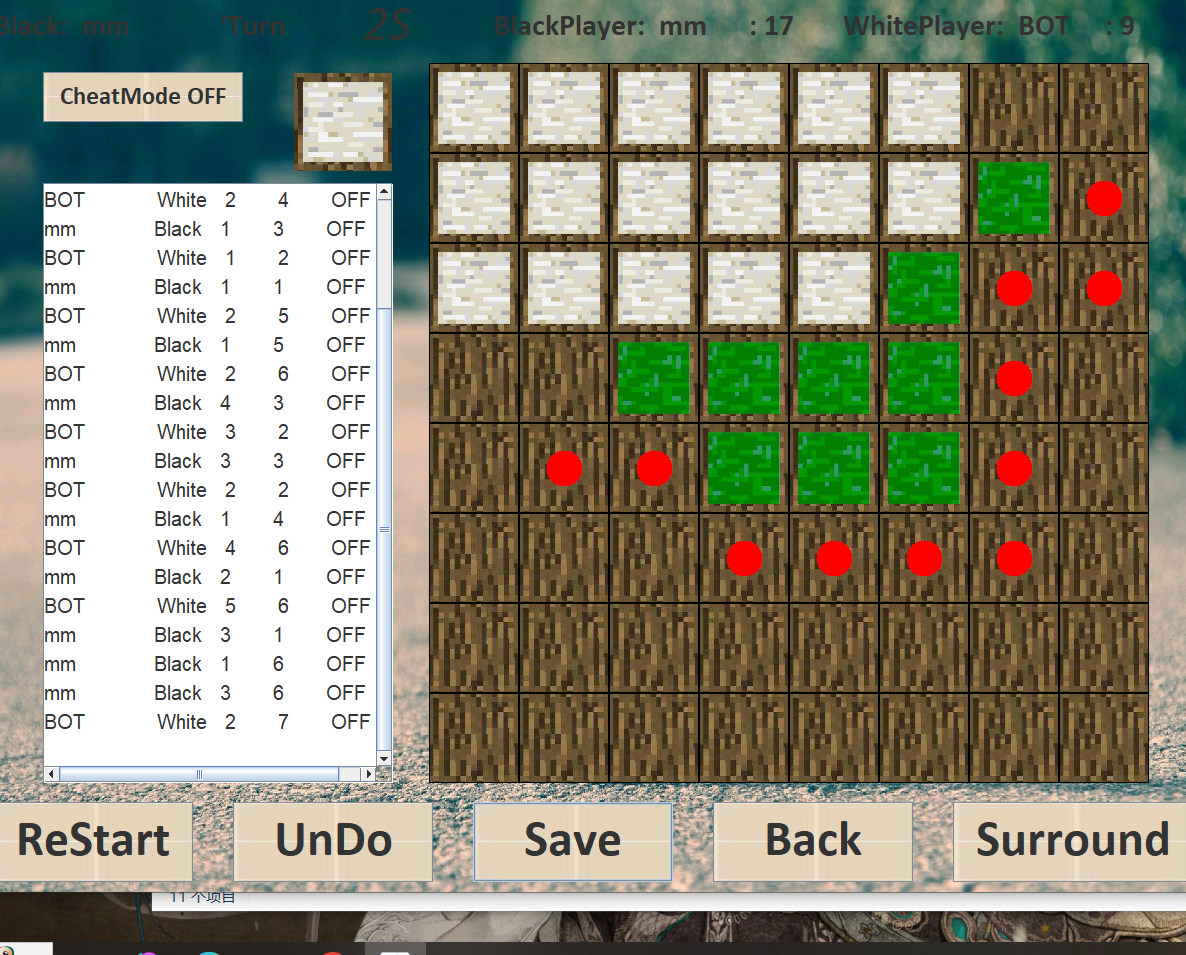 Black: mm 'Turn 2S BlackPlayer: mm : 17 WhitePlayer: BOT : 9
CheatMode OFF
BOT White 2 4 OFF
mm Black 1 3 OFF
BOT White 1 2 OFF
mm Black 1 1 OFF
BOT White 2 5 OFF
mm Black 1 5 OFF
BOT White 2 6 OFF
mm Black 4 3 OFF
BOT White 3 2 OFF
mm Black 3 3 OFF
BOT White 2 2 OFF
mm Black 1 4 OFF
BOT White 4 6 OFF
mm Black 2 1 OFF
BOT White 5 6 OFF
mm Black 3 1 OFF
mm Black 1 6 OFF
mm Black 3 6 OFF
BOT White 2 7 OFF
ReStart UnDo Save Back Surround
11 个项目